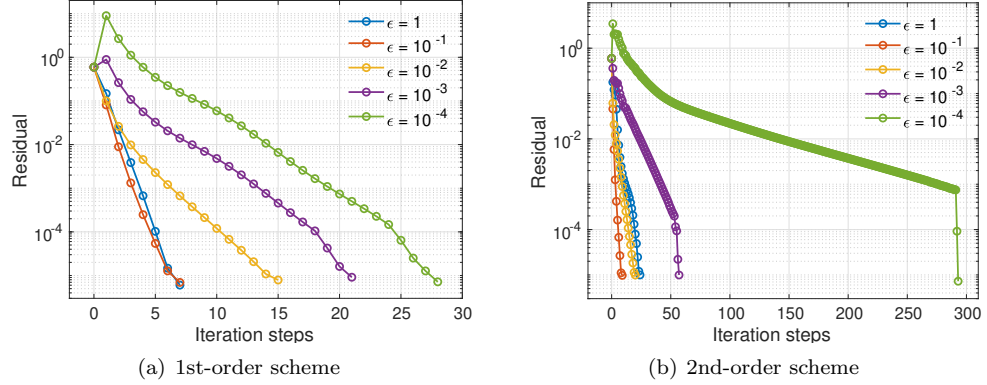 ϵ = 1
ϵ = 10 -1
ϵ = 10 -2
ϵ = 10 -3
ϵ = 10 -4
10 0
10 -2
10 -4
Residual
0 5 10 15 20 25 30
Iteration steps
(a) 1st-order scheme
ϵ = 1
ϵ = 10 -1
ϵ = 10 -2
ϵ = 10 -3
ϵ = 10 -4
10 0
10 -2
10 -4
Residual
0 50 100 150 200 250 300
Iteration steps
(b) 2nd-order scheme